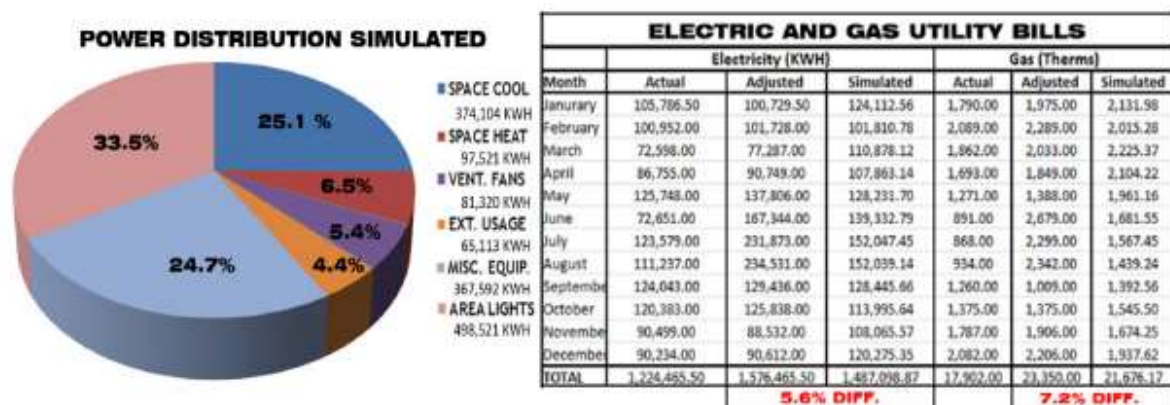 POWER DISTRIBUTION SIMULATED
25.1 %
6.5%
5.4%
4.4%
24.7%
33.5%
SPACE COOL
374,104 KWH
SPACE HEAT
97,521 KWH
VENT. FANS
81,320 KWH
EXT. USAGE
65,113 KWH
MISC. EQUIP.
367,592 KWH
AREA LIGHTS
498,521 KWH
ELECTRIC AND GAS UTILITY BILLS
Electricity (KWH) Gas (Therms)
Month Actual Adjusted Simulated Actual Adjusted Simulated
Janurary 105,786.50 100,729.50 124,112.56 1,790.00 1,975.00 2,131.98
February 100,952.00 101,728.00 101,810.78 2,089.00 2,289.00 2,015.28
March 72,598.00 77,287.00 110,878.12 1,862.00 2,033.00 2,225.37
April 86,755.00 90,749.00 107,863.14 1,693.00 1,849.00 2,104.22
May 125,748.00 137,806.00 128,231.70 1,271.00 1,388.00 1,961.16
June 72,651.00 167,344.00 139,332.79 891.00 2,679.00 1,681.55
July 123,579.00 231,873.00 152,047.45 868.00 2,299.00 1,567.45
August 111,237.00 234,531.00 152,039.14 934.00 2,342.00 1,439.24
Septembe 124,043.00 129,436.00 128,445.66 1,260.00 1,009.00 1,392.56
October 120,383.00 125,838.00 113,995.64 1,375.00 1,375.00 1,545.50
Novembe 90,499.00 88,532.00 108,065.57 1,787.00 1,906.00 1,674.25
December 90,234.00 90,612.00 120,275.35 2,082.00 2,206.00 1,937.62
TOTAL 1,224,465.50 1,576,465.50 1,487,098.87 17,902.00 23,350.00 21,676.17
5.6% DIFF. 7.2% DIFF.